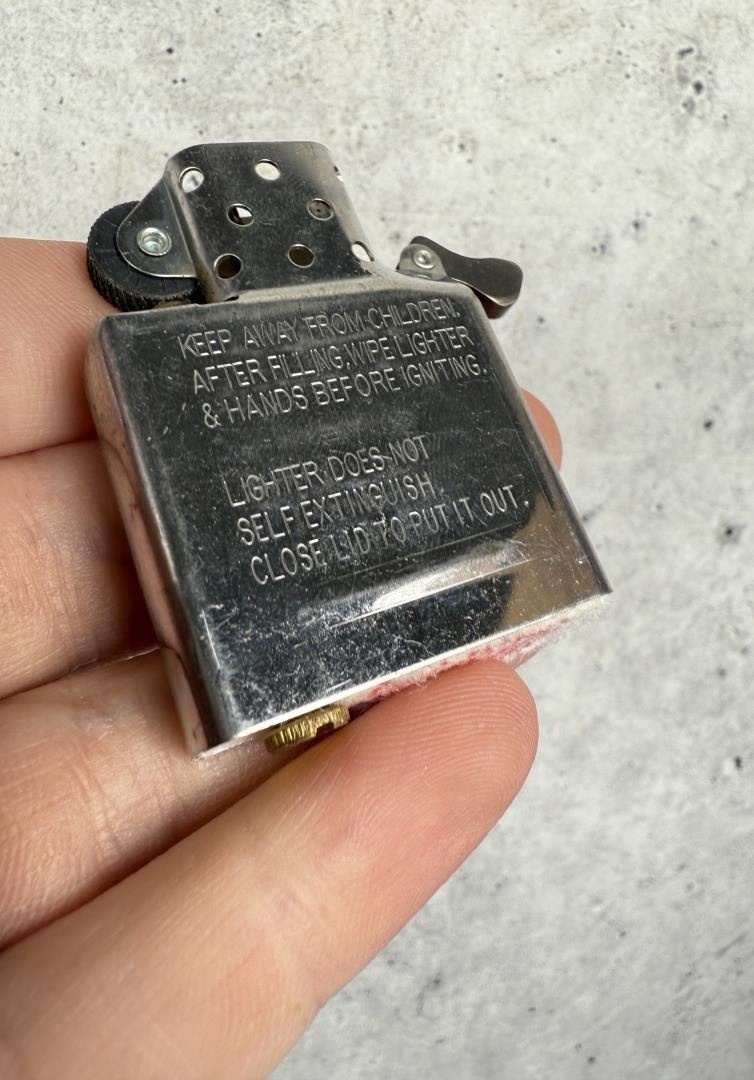 KEEP AWAY FROM CHILDREN.
AFTER FILLING, WIPE LIGHTER
& HANDS BEFORE IGNITING.
LIGHTER DOES NOT
SELF EXTINGUISH.
CLOSE LID TO PUT IT OUT.